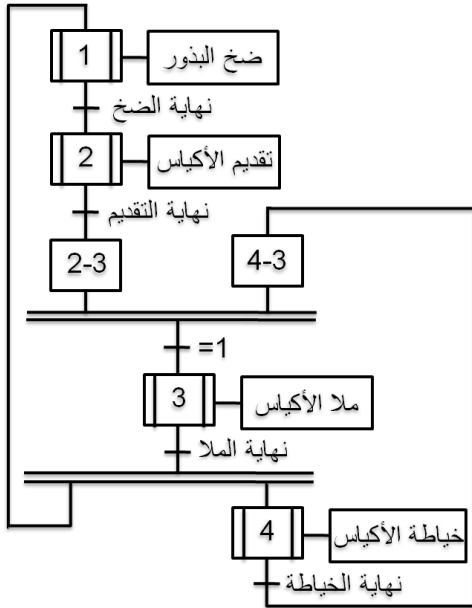 1
ضخ البذور
نهاية الضخ
2
تقديم الأكياس
نهاية التقديم
2-3
4-3
=1
3
ملا الأكياس
نهاية الملا
4
خياطة الأكياس
نهاية الخياطة